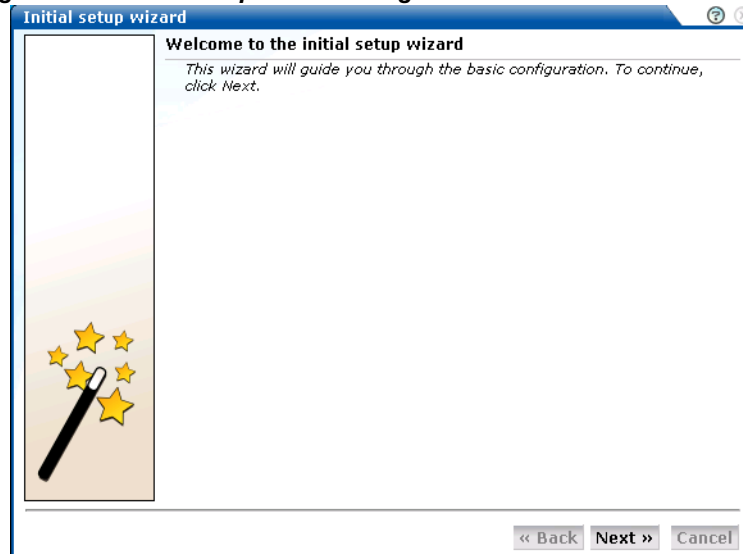 Initial setup wizard
Welcome to the initial setup wizard
This wizard will guide you through the basic configuration. To continue,
click Next.
« Back Next » Cancel